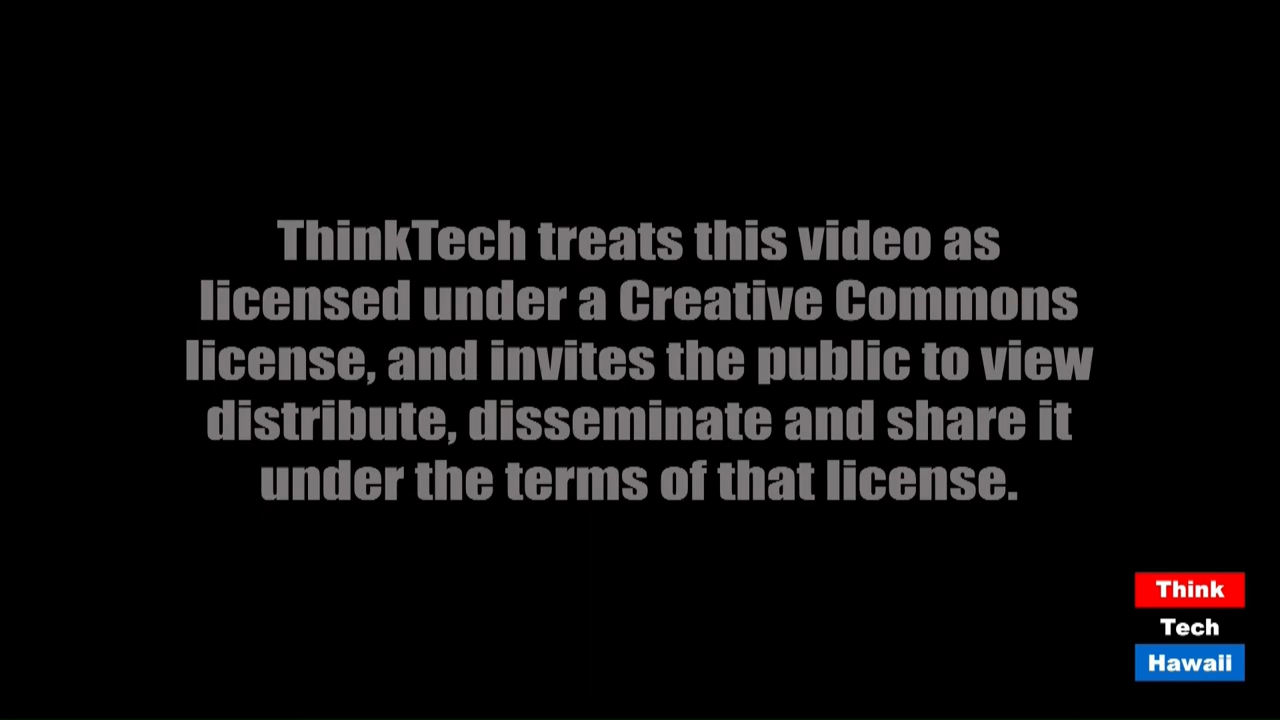 ThinkTech treats this video as
licensed under a Creative Commons
license, and invites the public to view
distribute, disseminate and share it
under the terms of that license.
Think
Tech
Hawaii